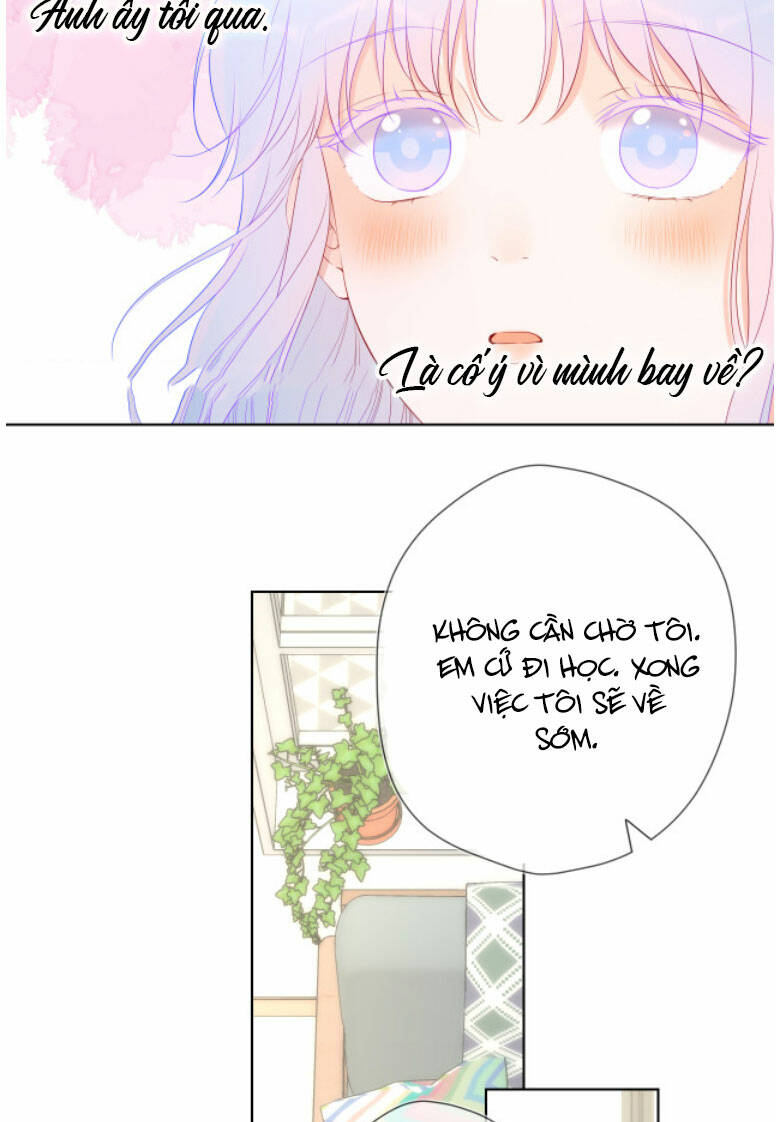 Anh ấy tối qua.
Là cố ý vì mình bay về?
KHÔNG CẦN CHỜ TÔI.
EM CỨ ĐI HỌC. XONG
VIỆC TÔI SẼ VỀ
SỚM.